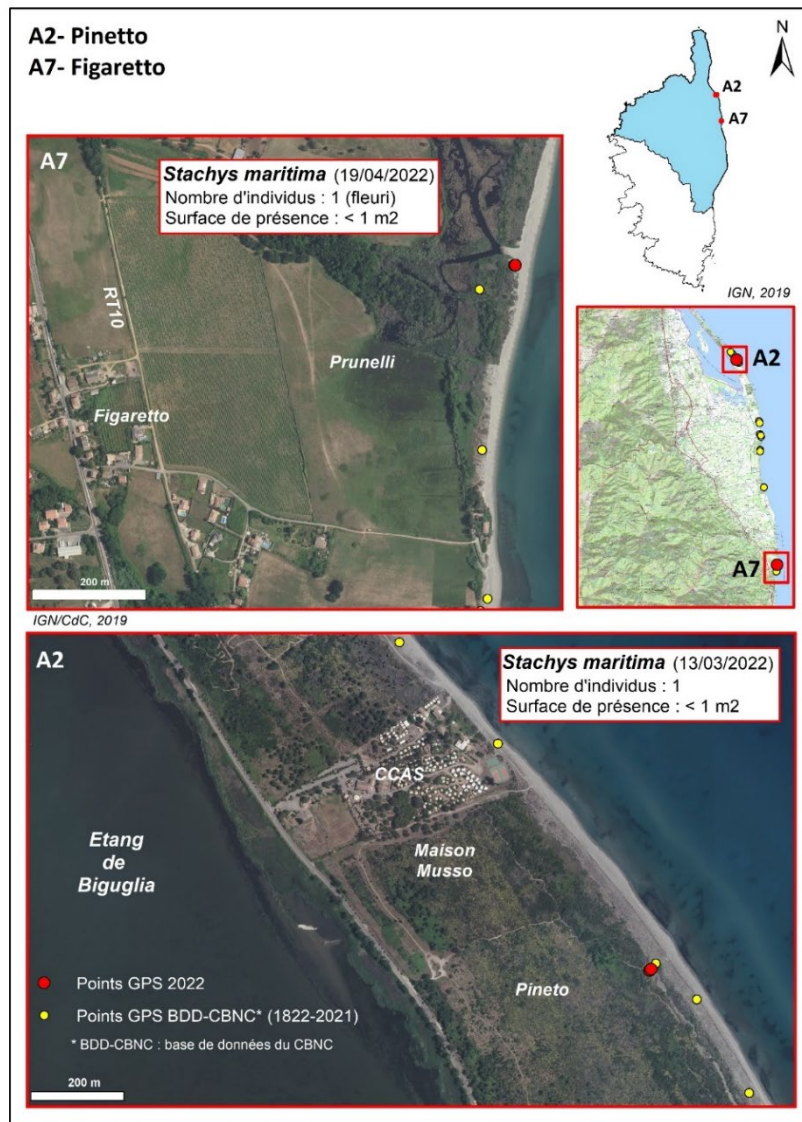 A2- Pinetto
A7- Figaretto
N
A2
A7
IGN, 2019
A7
Stachys maritima (19/04/2022)
Nombre d'individus : 1 (fleuri)
Surface de présence : < 1 m2
RT10
Prunelli
Figaretto
200 m
IGN/CdC, 2019
A2
A7
A2
Stachys maritima (13/03/2022)
Nombre d'individus : 1
Surface de présence : < 1 m2
CCAS
Etang
de
Biguglia
Maison
Musso
Pineto
Points GPS 2022
Points GPS BDD-CBNC* (1822-2021)
* BDD-CBNC : base de données du CBNC
200 m